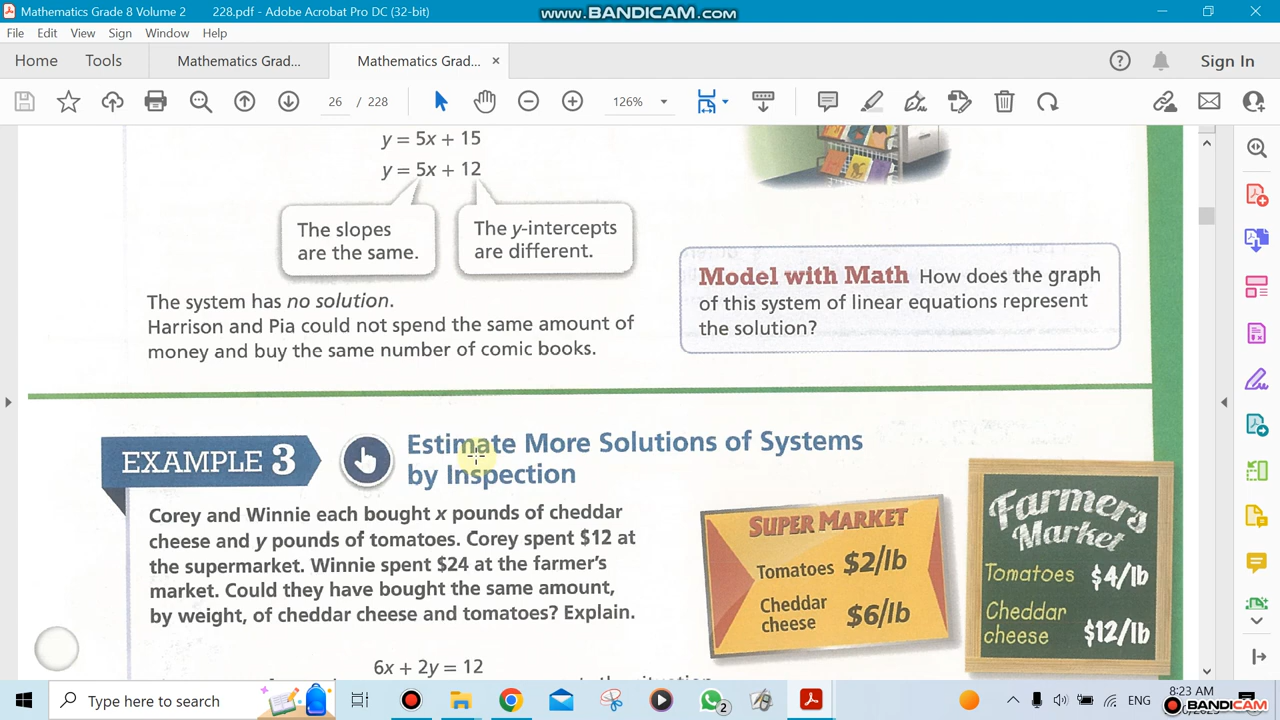 Mathematics Grade 8 Volume 2 228.pdf - Adobe Acrobat Pro DC (32-bit)
www.BANDICAM.com
File Edit View Sign Window Help
Home Tools Mathematics Grad... Mathematics Grad... ×
Sign In
26 / 228
126%
y = 5x + 15
y = 5x + 12
The slopes
are the same.
The y-intercepts
are different.
The system has no solution.
Harrison and Pia could not spend the same amount of
money and buy the same number of comic books.
Model with Math How does the graph
of this system of linear equations represent
the solution?
EXAMPLE 3
Estimate More Solutions of Systems
by Inspection
Corey and Winnie each bought x pounds of cheddar
cheese and y pounds of tomatoes. Corey spent $12 at
the supermarket. Winnie spent $24 at the farmer's
market. Could they have bought the same amount,
by weight, of cheddar cheese and tomatoes? Explain.
SUPER MARKET
Tomatoes $2/lb
Cheddar
cheese $6/lb
Farmers
Market
Tomatoes $4/lb
Cheddar
cheese $12/lb
6x + 2y = 12
Type here to search
2
ENG
8:23 AM
BANDICAM